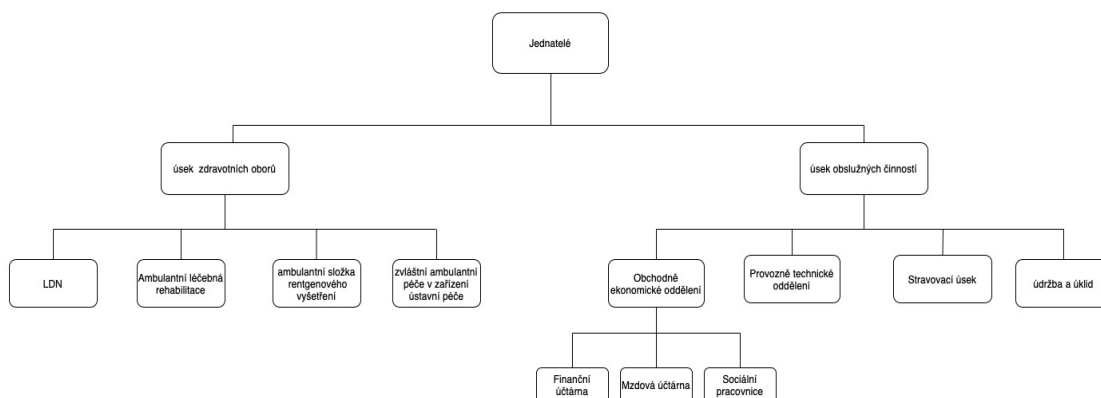 Jednatelé
úsek zdravotních oborů
úsek obslužných činností
LDN
Ambulantní léčebná
rehabilitace
ambulantní složka
rentgenového
vyšetření
zvláštní ambulantní
péče v zařízení
ústavní péče
Obchodně
ekonomické oddělení
Provozně technické
oddělení
Stravovací úsek
údržba a úklid
Finanční
účtárna
Mzdová účtárna
Sociální
pracovnice